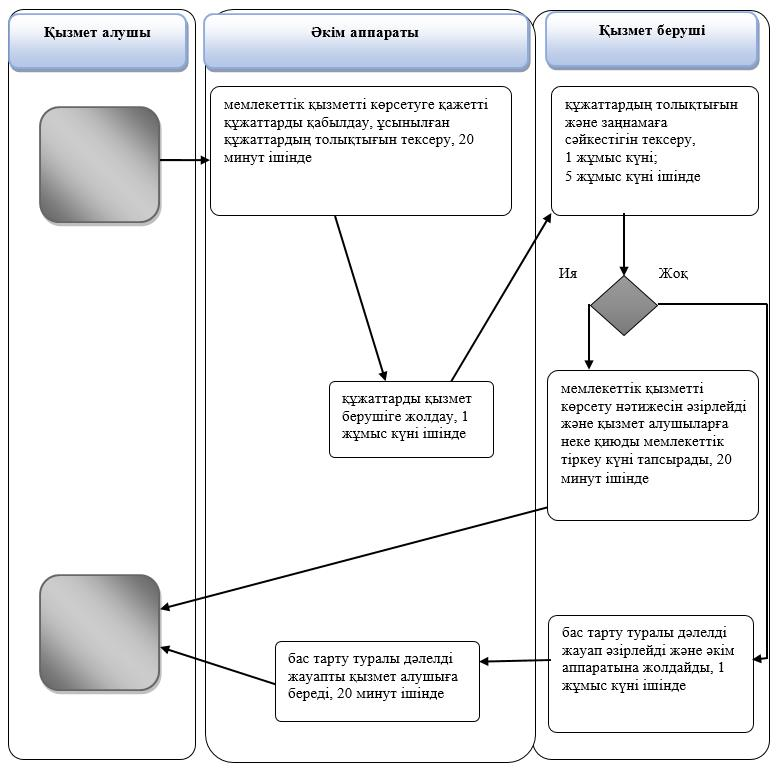 Қызмет алушы
Әкім аппараты
Қызмет беруші
мемлекеттік қызметті көрсетуге қажетті
құжаттарды қабылдау, ұсынылған
құжаттардың толықтығын тексеру, 20
минут ішінде
құжаттардың толықтығын
және заңнамаға
сәйкестігін тексеру,
1 жұмыс күні;
5 жұмыс күні ішінде
Ия
Жоқ
құжаттарды қызмет
берушіге жолдау, 1
жұмыс күні ішінде
мемлекеттік қызметті
көрсету нәтижесін әзірлейді
және қызмет алушыларға
неке қиюды мемлекеттік
тіркеу күні тапсырады, 20
минут ішінде
бас тарту туралы дәлелді
жауап әзірлейді және әкім
аппаратына жолдайды, 1
жұмыс күні ішінде
бас тарту туралы дәлелді
жауапты қызмет алушыға
береді, 20 минут ішінде